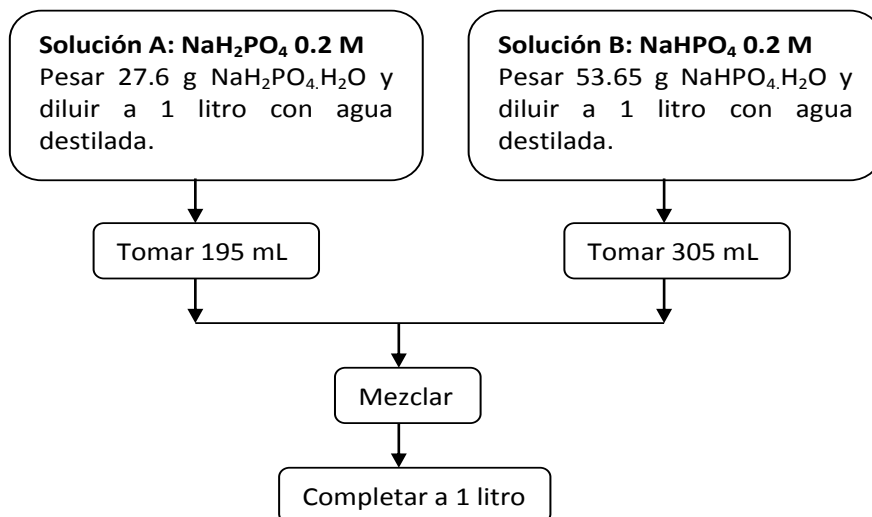 Solución A: NaH₂PO₄ 0.2 M
Pesar 27.6 g NaH₂PO₄.H₂O y
diluir a 1 litro con agua
destilada.
Solución B: NaHPO₄ 0.2 M
Pesar 53.65 g NaHPO₄.H₂O y
diluir a 1 litro con agua
destilada.
Tomar 195 mL
Tomar 305 mL
Mezclar
Completar a 1 litro